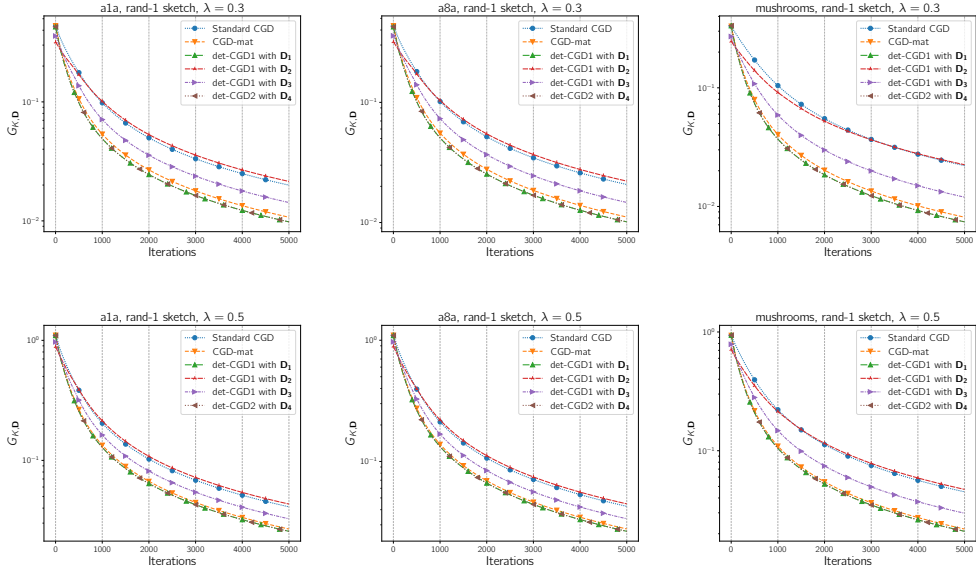 a1a, rand-1 sketch, λ = 0.3
Standard CGD
CGD-mat
det-CGD1 with D₁
det-CGD1 with D₂
det-CGD1 with D₃
det-CGD2 with D₄
G_{K,D}
10⁻¹
10⁻²
0 1000 2000 3000 4000 5000
Iterations
a8a, rand-1 sketch, λ = 0.3
Standard CGD
CGD-mat
det-CGD1 with D₁
det-CGD1 with D₂
det-CGD1 with D₃
det-CGD2 with D₄
G_{K,D}
10⁻¹
10⁻²
0 1000 2000 3000 4000 5000
Iterations
mushrooms, rand-1 sketch, λ = 0.3
Standard CGD
CGD-mat
det-CGD1 with D₁
det-CGD1 with D₂
det-CGD1 with D₃
det-CGD2 with D₄
G_{K,D}
10⁻¹
10⁻²
0 1000 2000 3000 4000 5000
Iterations
a1a, rand-1 sketch, λ = 0.5
Standard CGD
CGD-mat
det-CGD1 with D₁
det-CGD1 with D₂
det-CGD1 with D₃
det-CGD2 with D₄
G_{K,D}
10⁰
10⁻¹
0 1000 2000 3000 4000 5000
Iterations
a8a, rand-1 sketch, λ = 0.5
Standard CGD
CGD-mat
det-CGD1 with D₁
det-CGD1 with D₂
det-CGD1 with D₃
det-CGD2 with D₄
G_{K,D}
10⁰
10⁻¹
0 1000 2000 3000 4000 5000
Iterations
mushrooms, rand-1 sketch, λ = 0.5
Standard CGD
CGD-mat
det-CGD1 with D₁
det-CGD1 with D₂
det-CGD1 with D₃
det-CGD2 with D₄
G_{K,D}
10⁰
10⁻¹
0 1000 2000 3000 4000 5000
Iterations